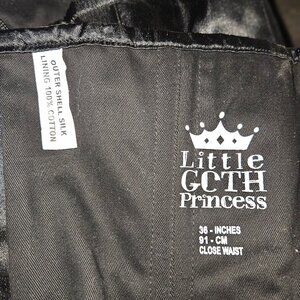 OUTER SHELL SILK
LINING 100% COTTON
Little
GOTH
Princess
36 - INCHES
91 - CM
CLOSE WAIST